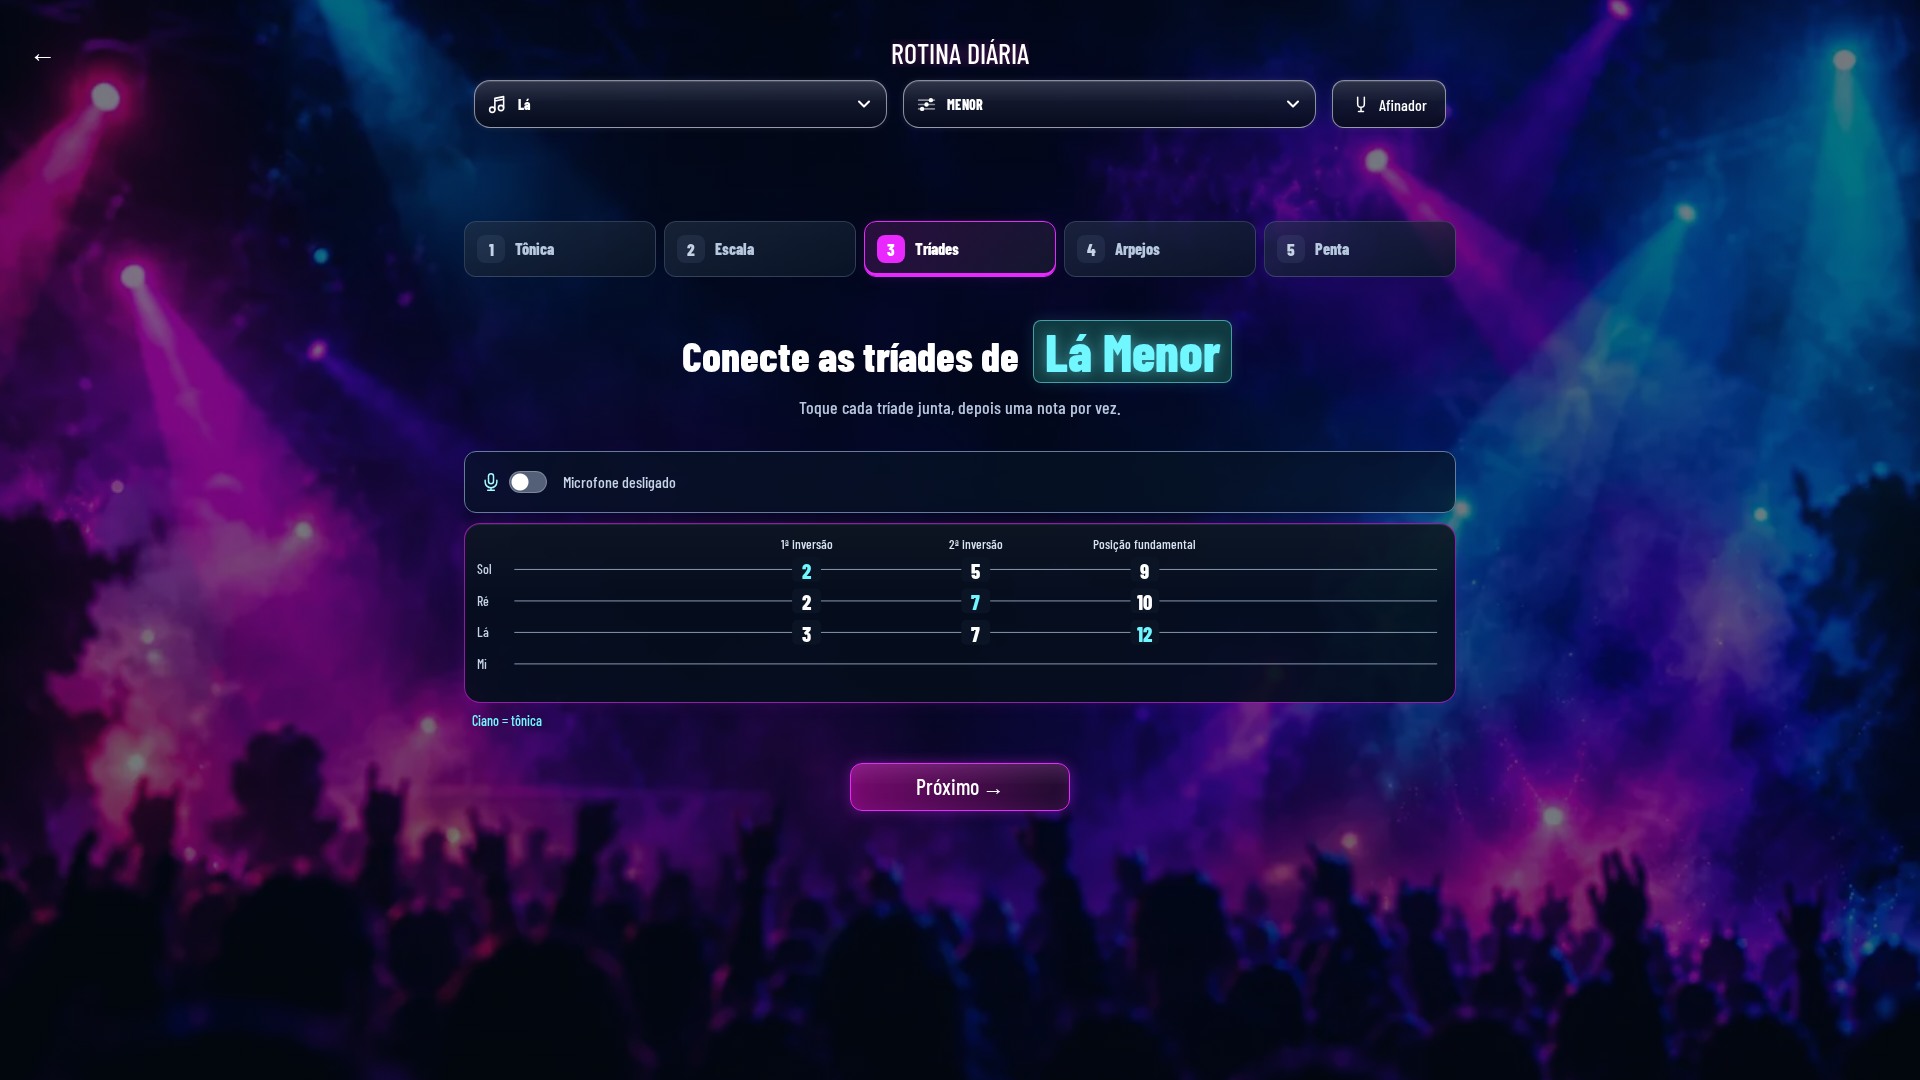 ←
ROTINA DIÁRIA
Lá
MENOR
Afinador
1 Tônica
2 Escala
3 Tríades
4 Arpejos
5 Penta
Conecte as tríades de Lá Menor
Toque cada tríade junta, depois uma nota por vez.
Microfone desligado
1ª inversão 2ª inversão Posição fundamental
Sol 2 5 9
Ré 2 7 10
Lá 3 7 12
Mi
Ciano = tônica
Próximo →